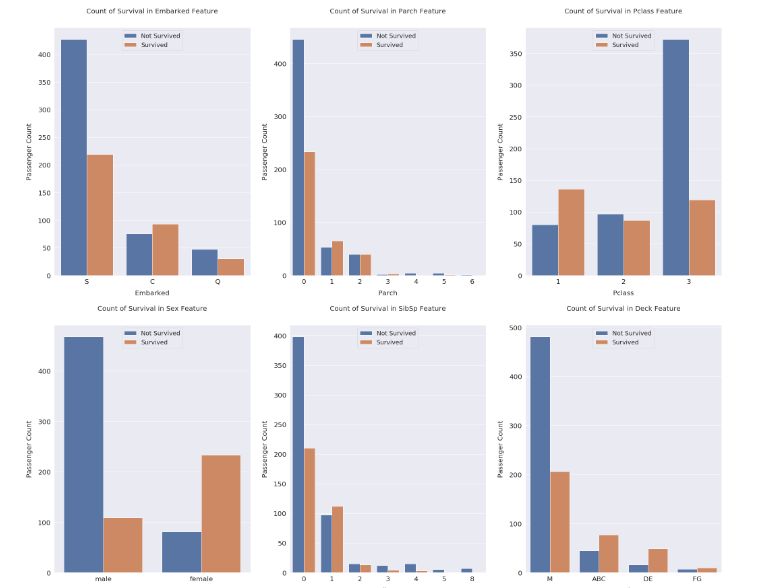 Count of Survival in Embarked Feature
Not Survived
Survived
400
350
300
250
200
150
100
50
0
Passenger Count
S C Q
Embarked
Count of Survival in Parch Feature
Not Survived
Survived
400
300
200
100
0
Passenger Count
0 1 2 3 4 5 6
Parch
Count of Survival in Pclass Feature
Not Survived
Survived
350
300
250
200
150
100
50
0
Passenger Count
1 2 3
Pclass
Count of Survival in Sex Feature
Not Survived
Survived
400
300
200
100
0
Passenger Count
male female
Count of Survival in SibSp Feature
Not Survived
Survived
400
350
300
250
200
150
100
50
0
Passenger Count
0 1 2 3 4 5 8
Count of Survival in Deck Feature
Not Survived
Survived
500
400
300
200
100
0
Passenger Count
M ABC DE FG